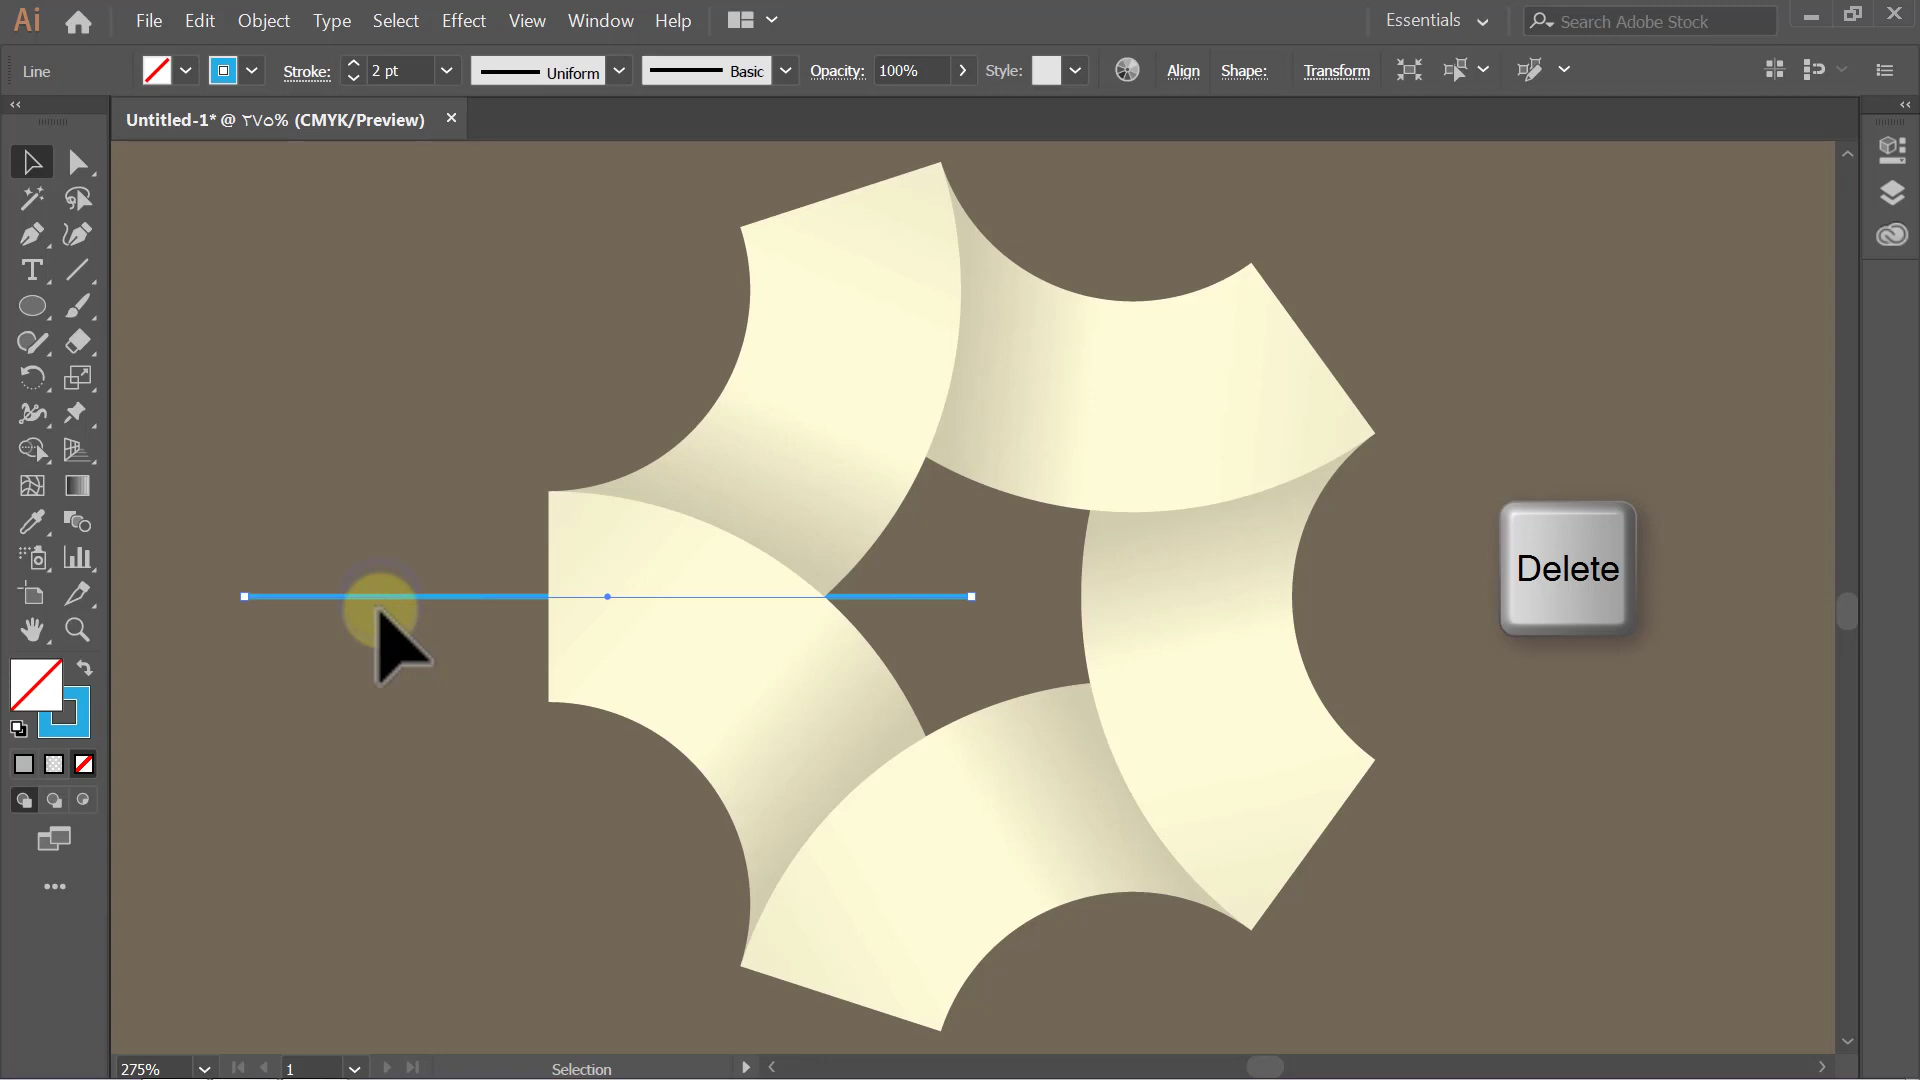 Ai File Edit Object Type Select Effect View Window Help Essentials Search Adobe Stock
Line Stroke: 2 pt Uniform Basic Opacity: 100% Style: Align Shape: Transform
Untitled-1* @ ٣٧٥% (CMYK/Preview)
Delete
275% 1 Selection